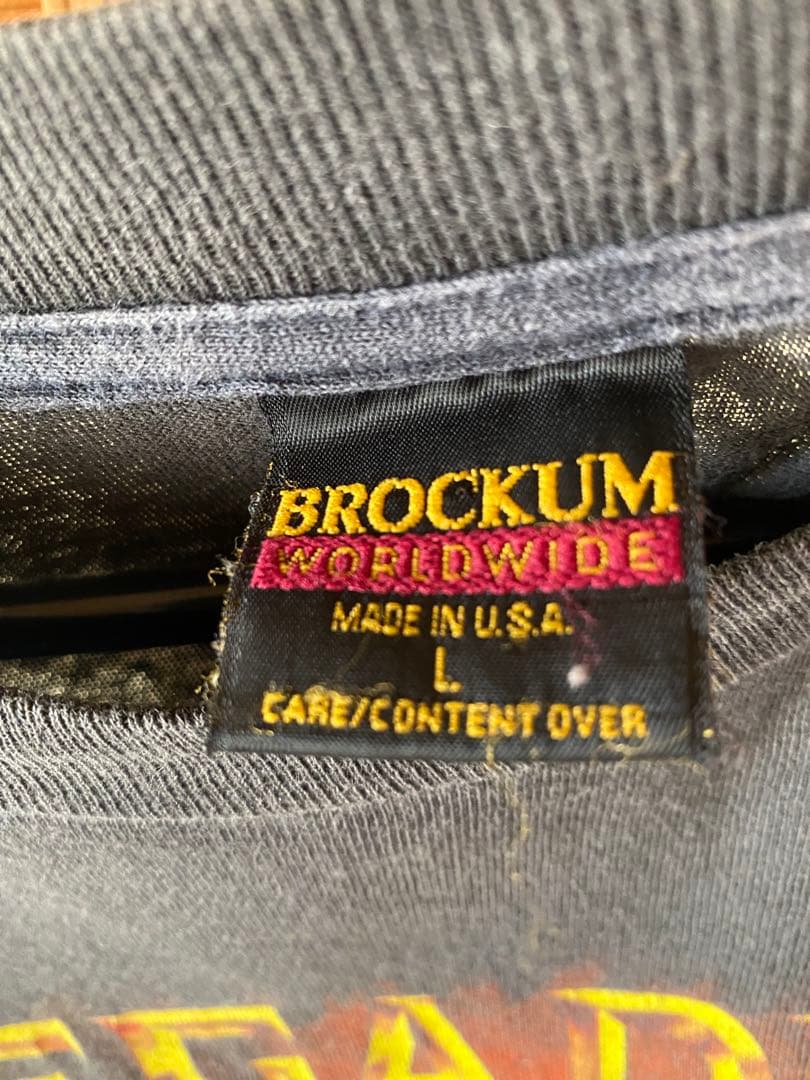 BROCKUM
WORLDWIDE
MADE IN U.S.A.
L
CARE/CONTENT OVER